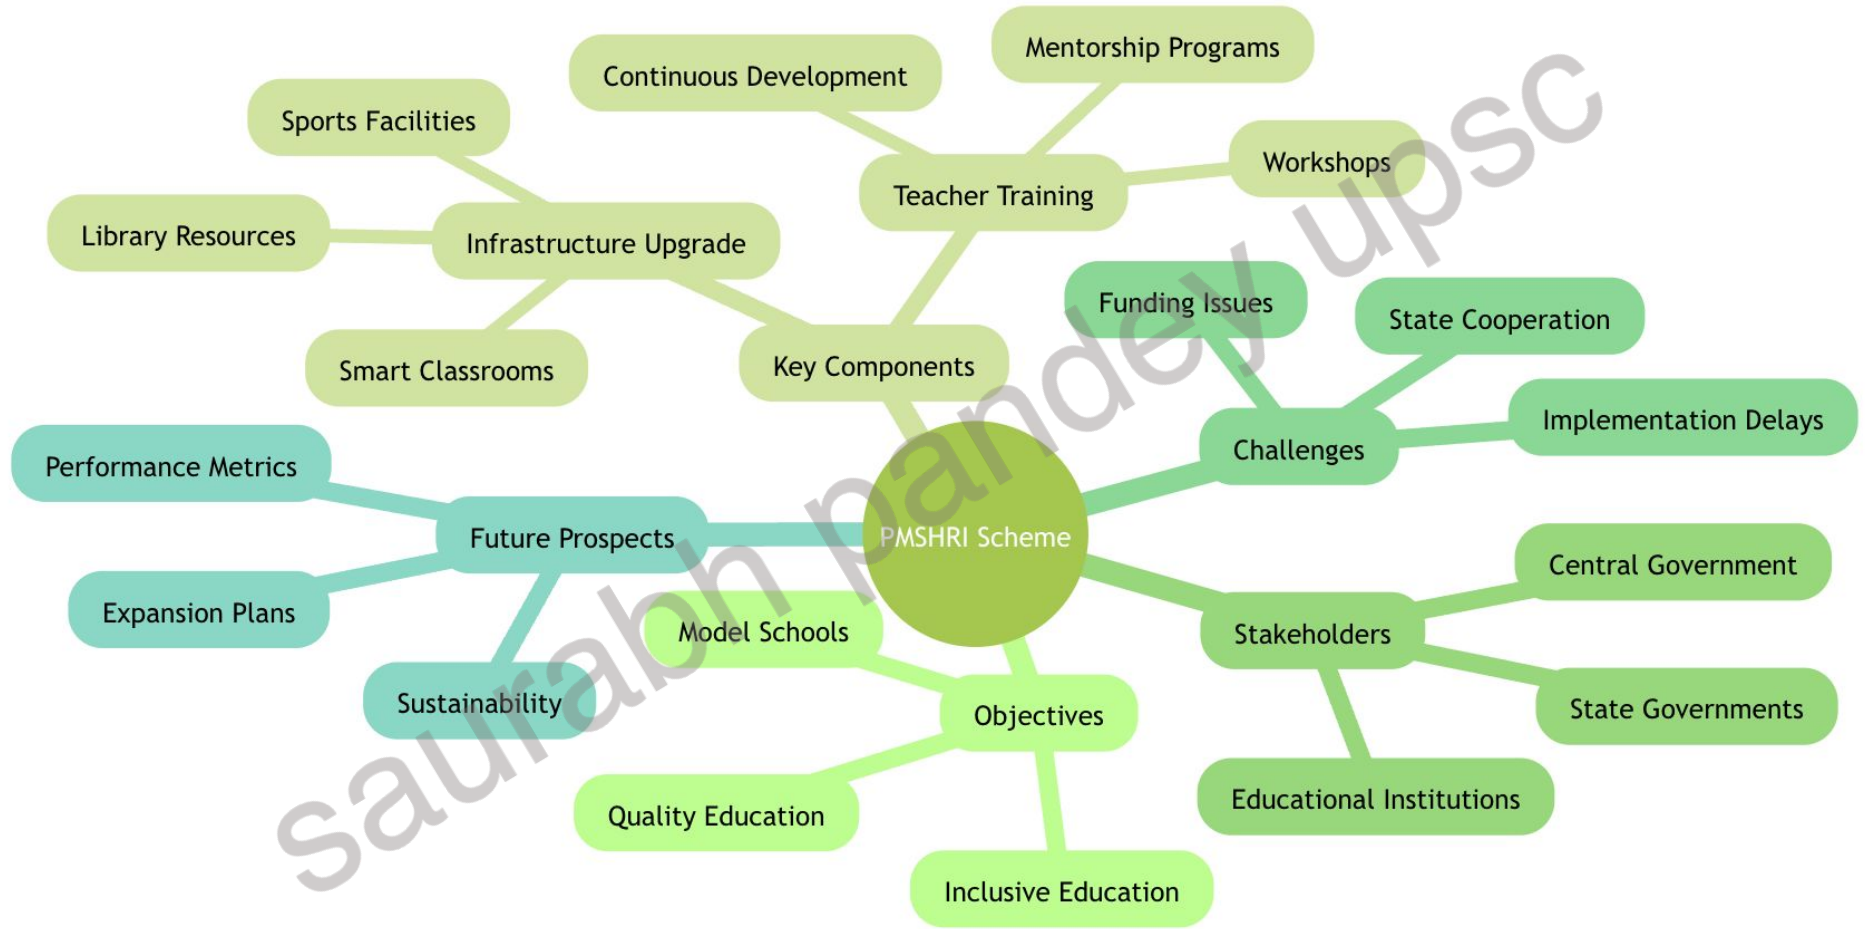 Mentorship Programs
Continuous Development
Sports Facilities
Workshops
Teacher Training
Library Resources
Infrastructure Upgrade
Smart Classrooms
Key Components
Funding Issues
State Cooperation
Implementation Delays
Challenges
Performance Metrics
Future Prospects
PMSHRI Scheme
Expansion Plans
Sustainability
Central Government
Stakeholders
State Governments
Educational Institutions
Model Schools
Objectives
Quality Education
Inclusive Education
saurabh pandey upsc